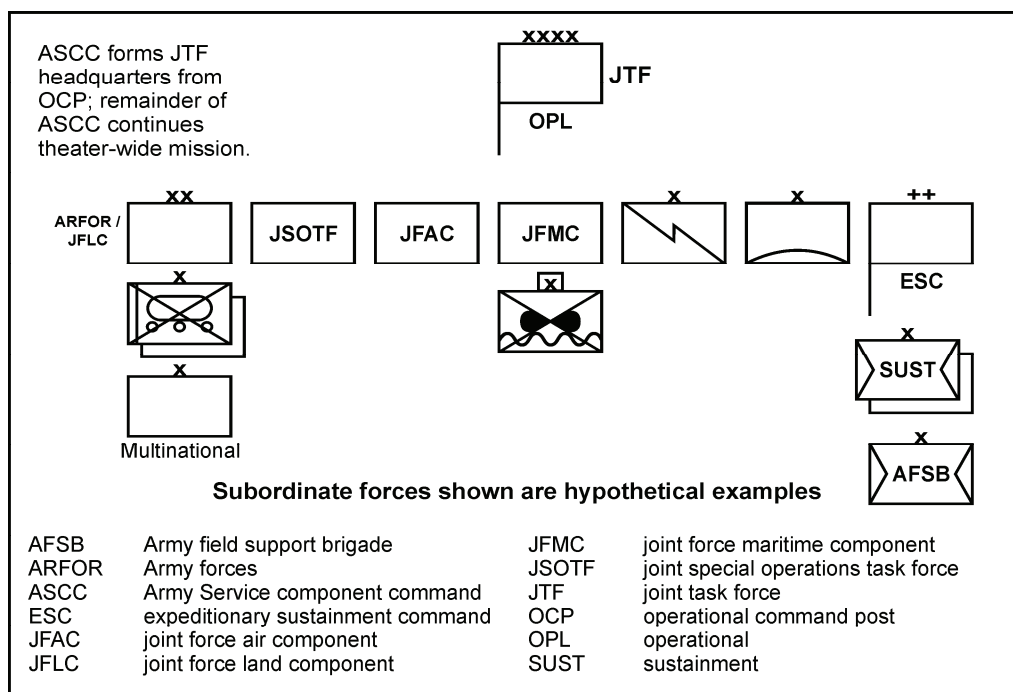 ASCC forms JTF
headquarters from
OCP; remainder of
ASCC continues
theater-wide mission.
xxxx
JTF
OPL
xx
x
x
++
ARFOR /
JFLC
JSOTF
JFAC
JFMC
ESC
x
x
x
SUST
x
Multinational
x
AFSB
Subordinate forces shown are hypothetical examples
AFSB Army field support brigade
ARFOR Army forces
ASCC Army Service component command
ESC expeditionary sustainment command
JFAC joint force air component
JFLC joint force land component
JFMC joint force maritime component
JSOTF joint special operations task force
JTF joint task force
OCP operational command post
OPL operational
SUST sustainment